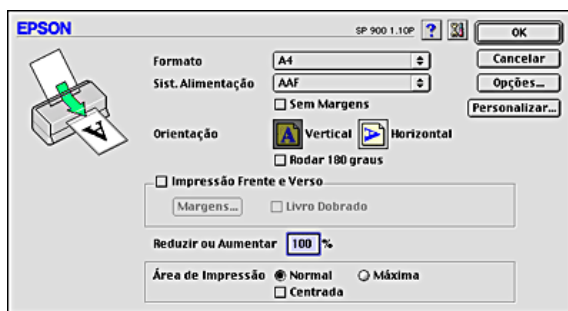 EPSON SP 900 1.10P ? OK
Formato A4 Cancelar
Sist. Alimentação AAF Opções...
Sem Margens Personalizar...
Orientação A Vertical A Horizontal
Rodar 180 graus
Impressão Frente e Verso
Margens... Livro Dobrado
Reduzir ou Aumentar 100 %
Área de Impressão Normal Máxima
Centrada
A